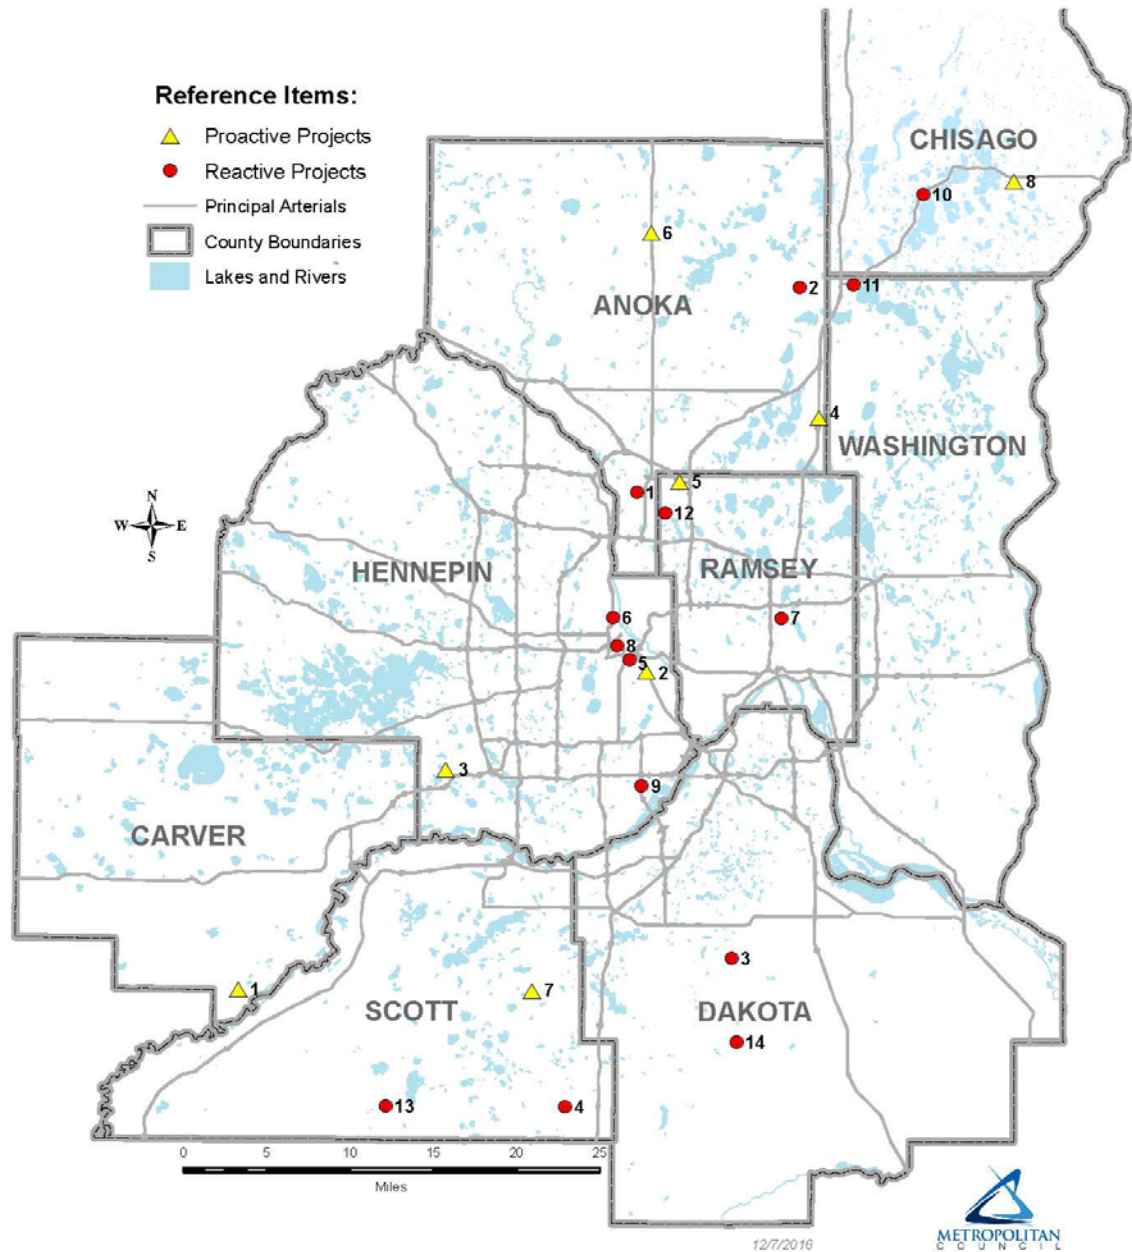 Reference Items:
Proactive Projects
Reactive Projects
Principal Arterials
County Boundaries
Lakes and Rivers
CHISAGO
8
10
6
2
11
ANOKA
4
WASHINGTON
5
1
12
N
W E
S
HENNEPIN
RAMSEY
6
7
8
5
2
3
9
CARVER
3
1
7
SCOTT
DAKOTA
14
13
4
0 5 10 15 20 25
Miles
METROPOLITAN
COUNCIL
12/7/2016